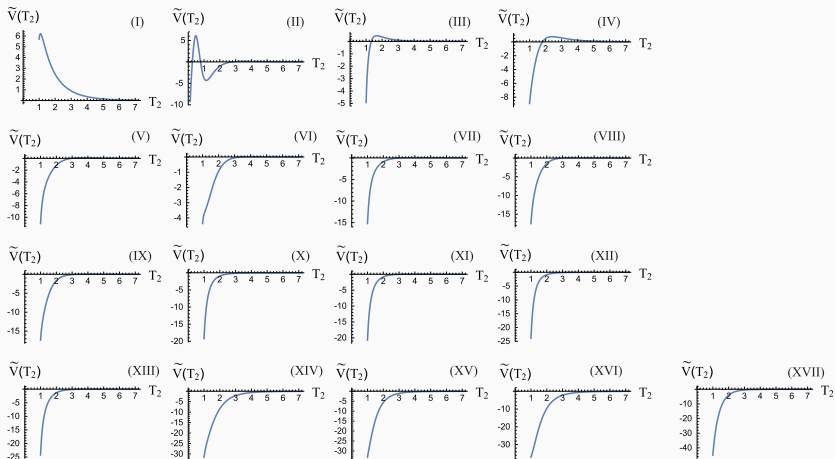 Ṽ(T₂) (I)
6
5
4
3
2
1
1 2 3 4 5 6 7 T₂
Ṽ(T₂) (II)
5
-5
-10
1 2 3 4 5 6 7 T₂
Ṽ(T₂) (III)
-1
-2
-3
-4
-5
1 2 3 4 5 6 7 T₂
Ṽ(T₂) (IV)
-2
-4
-6
-8
1 2 3 4 5 6 7 T₂
Ṽ(T₂) (V)
-2
-4
-6
-8
-10
1 2 3 4 5 6 7 T₂
Ṽ(T₂) (VI)
-1
-2
-3
-4
1 2 3 4 5 6 7 T₂
Ṽ(T₂) (VII)
-5
-10
-15
1 2 3 4 5 6 7 T₂
Ṽ(T₂) (VIII)
-5
-10
-15
1 2 3 4 5 6 7 T₂
Ṽ(T₂) (IX)
-5
-10
-15
1 2 3 4 5 6 7 T₂
Ṽ(T₂) (X)
-5
-10
-15
-20
1 2 3 4 5 6 7 T₂
Ṽ(T₂) (XI)
-5
-10
-15
-20
1 2 3 4 5 6 7 T₂
Ṽ(T₂) (XII)
-5
-10
-15
-20
-25
1 2 3 4 5 6 7 T₂
Ṽ(T₂) (XIII)
-5
-10
-15
-20
-25
1 2 3 4 5 6 7 T₂
Ṽ(T₂) (XIV)
-5
-10
-15
-20
-25
-30
1 2 3 4 5 6 7 T₂
Ṽ(T₂) (XV)
-5
-10
-15
-20
-25
-30
1 2 3 4 5 6 7 T₂
Ṽ(T₂) (XVI)
-10
-20
-30
1 2 3 4 5 6 7 T₂
Ṽ(T₂) (XVII)
-10
-20
-30
-40
1 2 3 4 5 6 7 T₂